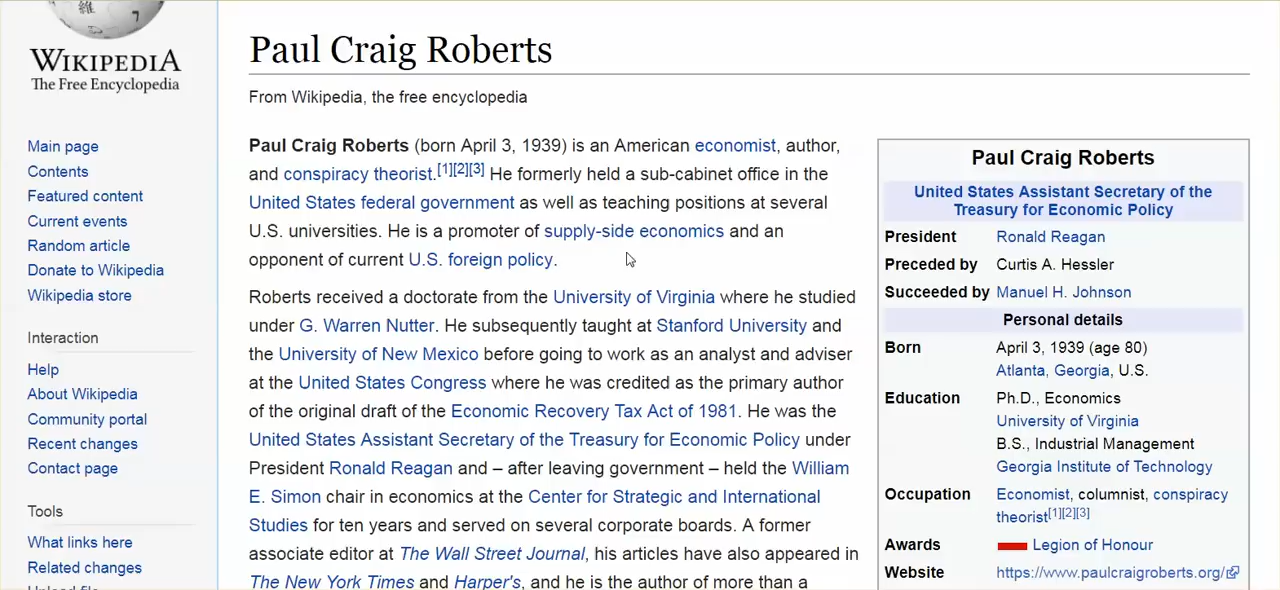 維
7
WIKIPEDIA
The Free Encyclopedia
Main page
Contents
Featured content
Current events
Random article
Donate to Wikipedia
Wikipedia store
Interaction
Help
About Wikipedia
Community portal
Recent changes
Contact page
Tools
What links here
Related changes
Upload file
Paul Craig Roberts
From Wikipedia, the free encyclopedia
Paul Craig Roberts (born April 3, 1939) is an American economist, author,
and conspiracy theorist.[1][2][3] He formerly held a sub-cabinet office in the
United States federal government as well as teaching positions at several
U.S. universities. He is a promoter of supply-side economics and an
opponent of current U.S. foreign policy.
Roberts received a doctorate from the University of Virginia where he studied
under G. Warren Nutter. He subsequently taught at Stanford University and
the University of New Mexico before going to work as an analyst and adviser
at the United States Congress where he was credited as the primary author
of the original draft of the Economic Recovery Tax Act of 1981. He was the
United States Assistant Secretary of the Treasury for Economic Policy under
President Ronald Reagan and – after leaving government – held the William
E. Simon chair in economics at the Center for Strategic and International
Studies for ten years and served on several corporate boards. A former
associate editor at The Wall Street Journal, his articles have also appeared in
The New York Times and Harper's, and he is the author of more than a
Paul Craig Roberts
United States Assistant Secretary of the
Treasury for Economic Policy
President Ronald Reagan
Preceded by Curtis A. Hessler
Succeeded by Manuel H. Johnson
Personal details
Born April 3, 1939 (age 80)
Atlanta, Georgia, U.S.
Education Ph.D., Economics
University of Virginia
B.S., Industrial Management
Georgia Institute of Technology
Occupation Economist, columnist, conspiracy
theorist[1][2][3]
Awards Legion of Honour
Website https://www.paulcraigroberts.org/